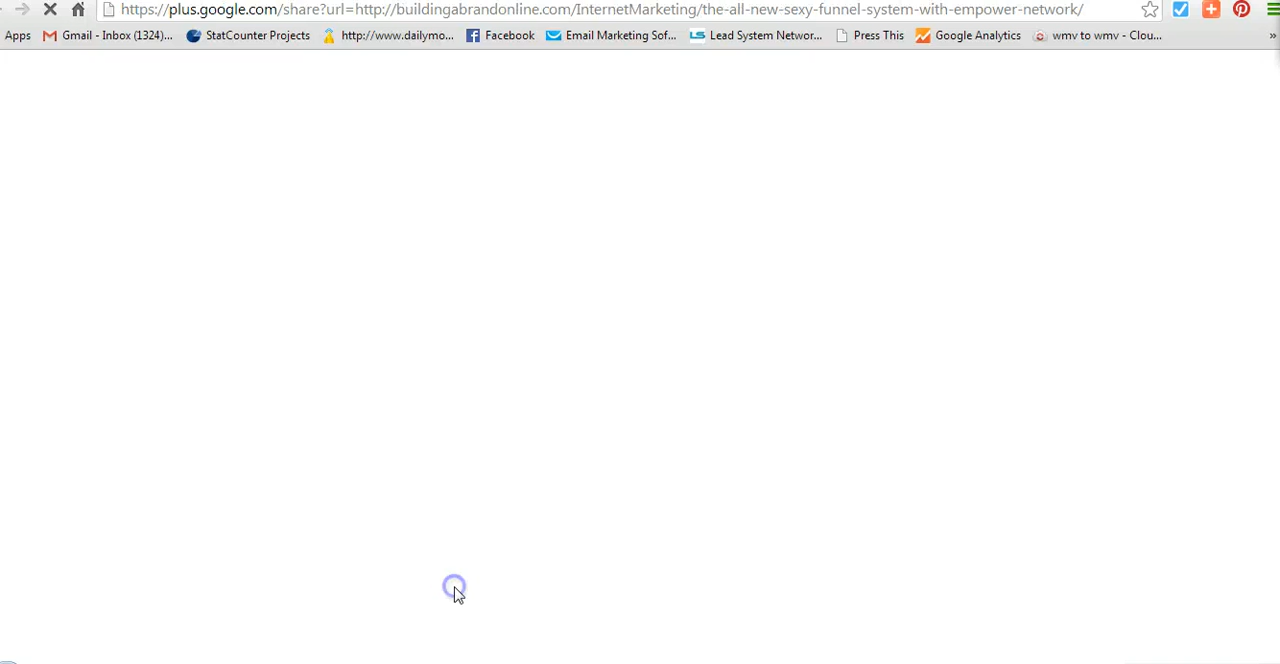 https://plus.google.com/share?url=http://buildingabrandonline.com/InternetMarketing/the-all-new-sexy-funnel-system-with-empower-network/
Apps Gmail - Inbox (1324)... StatCounter Projects http://www.dailymo... Facebook Email Marketing Sof... Lead System Networ... Press This Google Analytics wmv to wmv - Clou... »